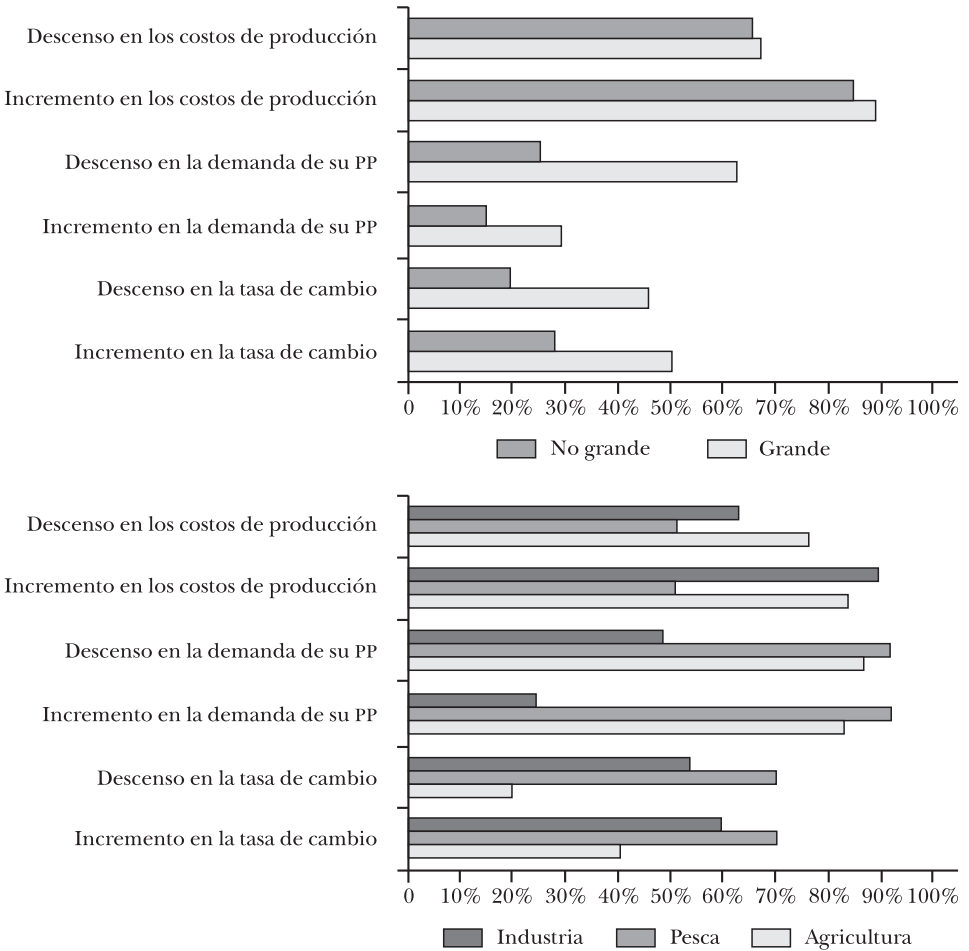 Descenso en los costos de producción
Incremento en los costos de producción
Descenso en la demanda de su PP
Incremento en la demanda de su PP
Descenso en la tasa de cambio
Incremento en la tasa de cambio
0 10% 20% 30% 40% 50% 60% 70% 80% 90% 100%
No grande Grande
Descenso en los costos de producción
Incremento en los costos de producción
Descenso en la demanda de su PP
Incremento en la demanda de su PP
Descenso en la tasa de cambio
Incremento en la tasa de cambio
0 10% 20% 30% 40% 50% 60% 70% 80% 90% 100%
Industria Pesca Agricultura